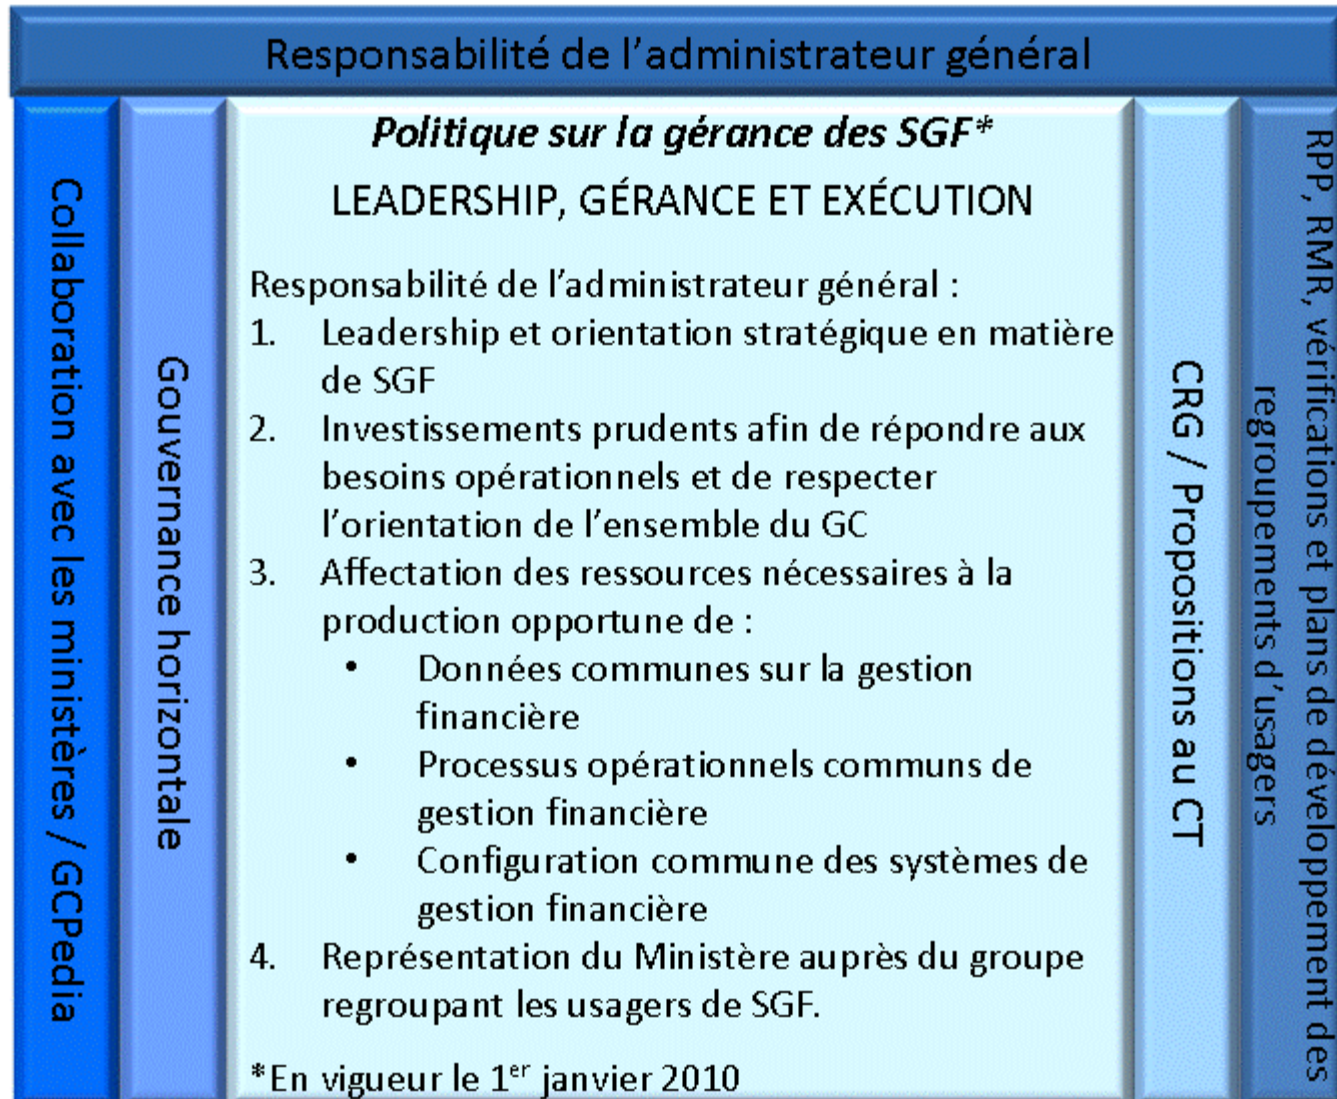 Responsabilité de l'administrateur général
Collaboration avec les ministères / GCPedia
Gouvernance horizontale
Politique sur la gérance des SGF*
LEADERSHIP, GÉRANCE ET EXÉCUTION
Responsabilité de l'administrateur général :
1. Leadership et orientation stratégique en matière
de SGF
2. Investissements prudents afin de répondre aux
besoins opérationnels et de respecter
l'orientation de l'ensemble du GC
3. Affectation des ressources nécessaires à la
production opportune de :
• Données communes sur la gestion
financière
• Processus opérationnels communs de
gestion financière
• Configuration commune des systèmes de
gestion financière
4. Représentation du Ministère auprès du groupe
regroupant les usagers de SGF.
*En vigueur le 1er janvier 2010
CRG / Propositions au CT
RPP, RMR, vérifications et plans de développement des
regroupements d'usagers